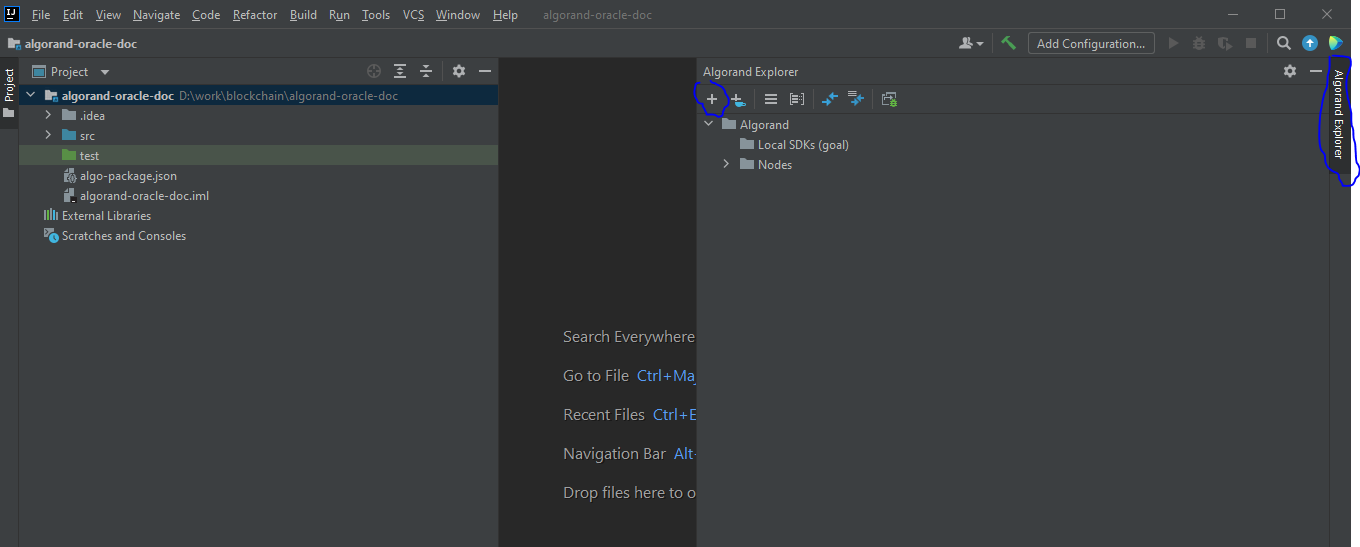 IJ File Edit View Navigate Code Refactor Build Run Tools VCS Window Help algorand-oracle-doc
algorand-oracle-doc Add Configuration...
Project
Project
algorand-oracle-doc D:\work\blockchain\algorand-oracle-doc
.idea
src
test
algo-package.json
algorand-oracle-doc.iml
External Libraries
Scratches and Consoles
Search Everywhere
Go to File Ctrl+Maj
Recent Files Ctrl+E
Navigation Bar Alt+
Drop files here to o
Algorand Explorer
Algorand
Local SDKs (goal)
Nodes
Algorand Explorer